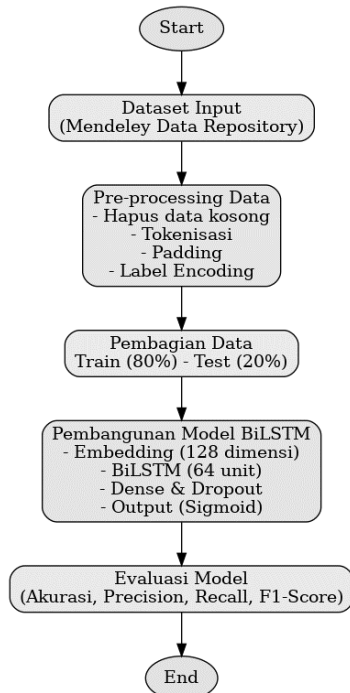 Start
Dataset Input
(Mendeley Data Repository)
Pre-processing Data
- Hapus data kosong
- Tokenisasi
- Padding
- Label Encoding
Pembagian Data
Train (80%) - Test (20%)
Pembangunan Model BiLSTM
- Embedding (128 dimensi)
- BiLSTM (64 unit)
- Dense & Dropout
- Output (Sigmoid)
Evaluasi Model
(Akurasi, Precision, Recall, F1-Score)
End